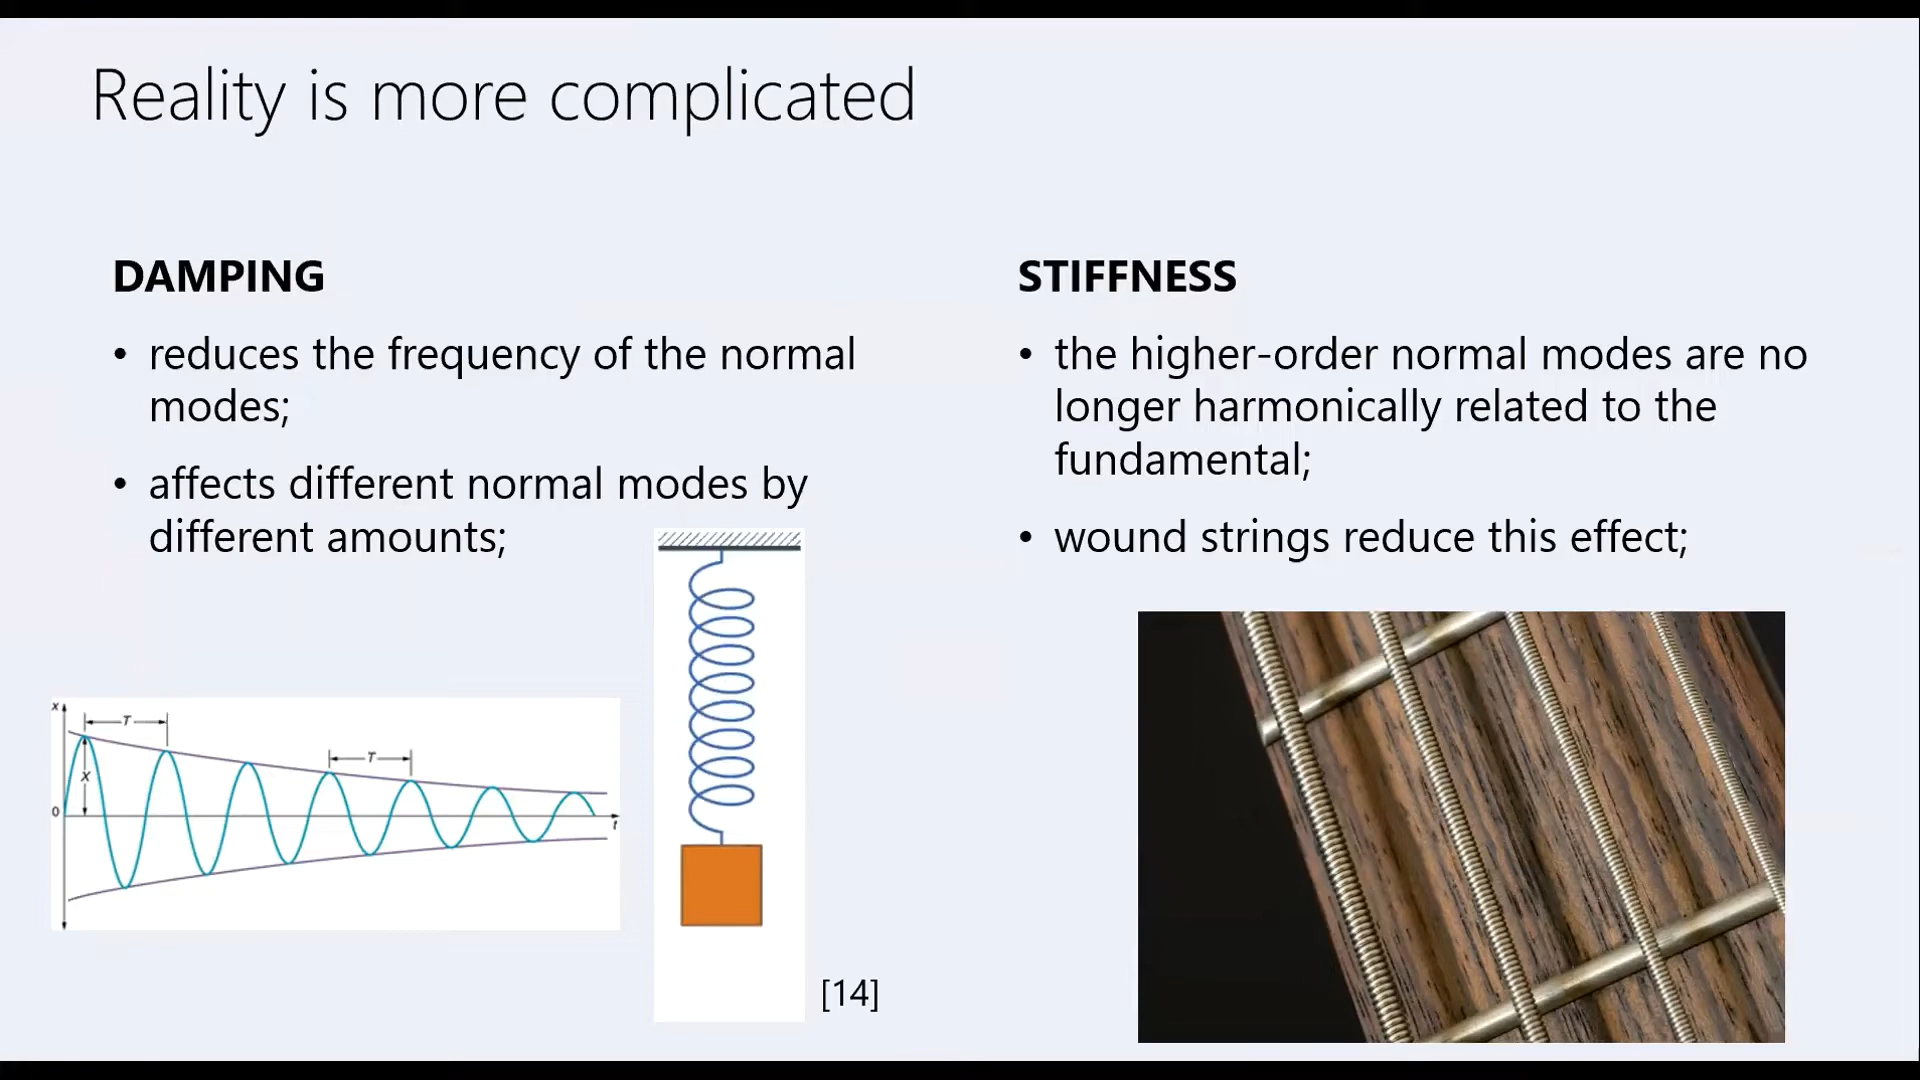 Reality is more complicated
DAMPING
• reduces the frequency of the normal
modes;
• affects different normal modes by
different amounts;
x
T
T
X
0
t
[14]
STIFFNESS
• the higher-order normal modes are no
longer harmonically related to the
fundamental;
• wound strings reduce this effect;